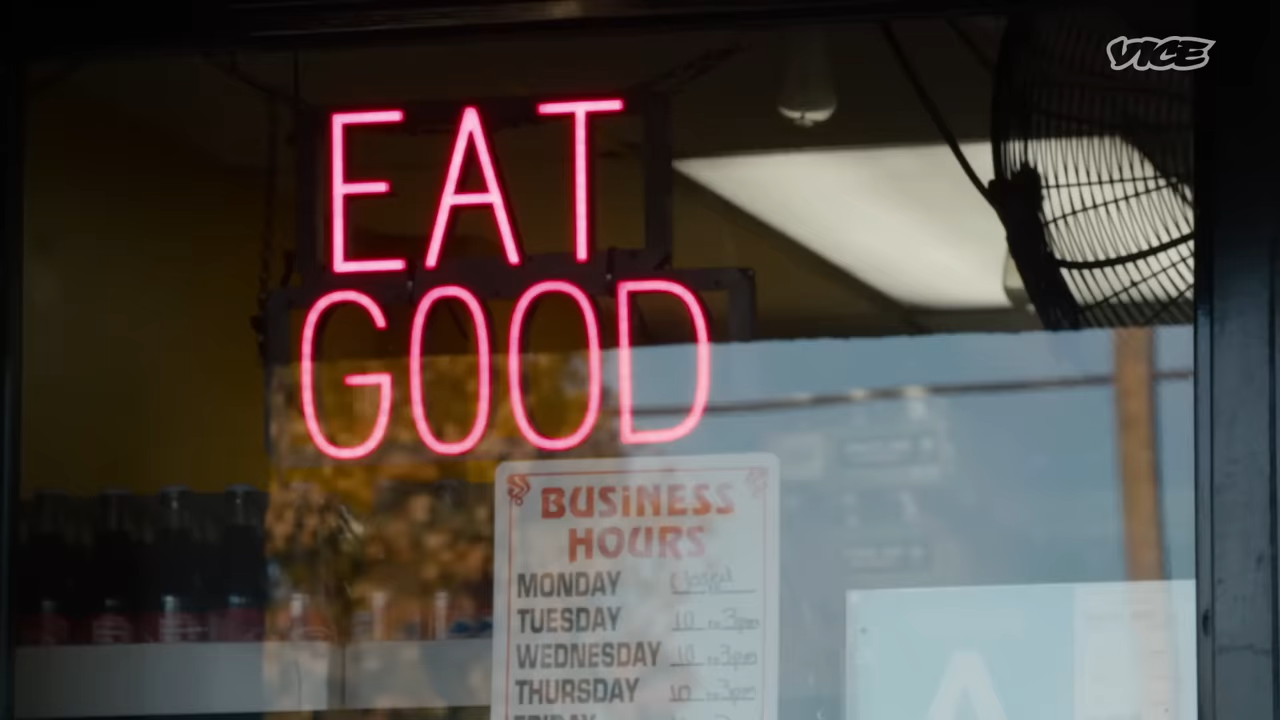 VICE
EAT
GOOD
BUSINESS
HOURS
MONDAY Closed
TUESDAY 10 TO 3pm
WEDNESDAY 10 TO 3pm
THURSDAY 10 TO 3pm
FRIDAY
A